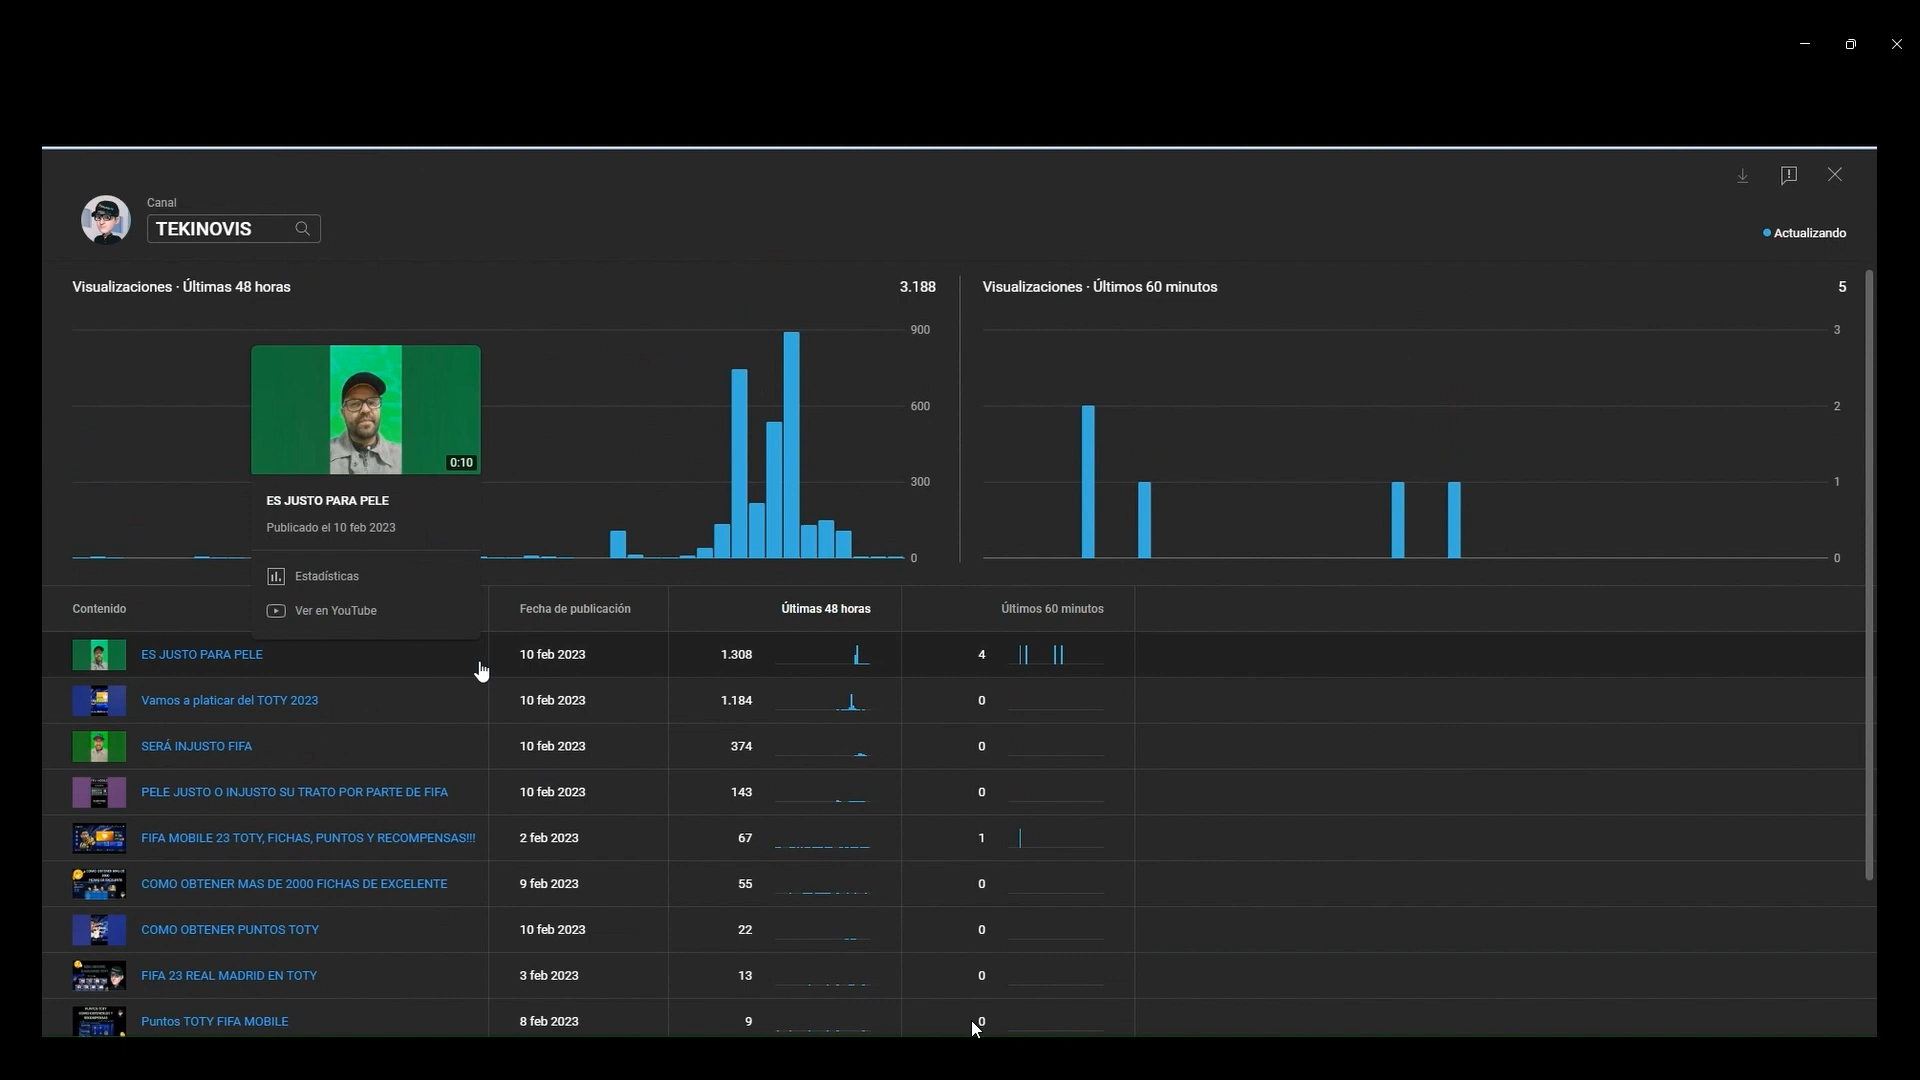 Canal
TEKINOVIS
Actualizando
Visualizaciones · Últimas 48 horas
3.188
900
600
300
0
Visualizaciones · Últimos 60 minutos
5
3
2
1
0
0:10
ES JUSTO PARA PELE
Publicado el 10 feb 2023
Estadísticas
Ver en YouTube
Contenido Fecha de publicación Últimas 48 horas Últimos 60 minutos
ES JUSTO PARA PELE 10 feb 2023 1.308 4
Vamos a platicar del TOTY 2023 10 feb 2023 1.184 0
SERÁ INJUSTO FIFA 10 feb 2023 374 0
PELE JUSTO O INJUSTO SU TRATO POR PARTE DE FIFA 10 feb 2023 143 0
FIFA MOBILE 23 TOTY, FICHAS, PUNTOS Y RECOMPENSAS!!! 2 feb 2023 67 1
COMO OBTENER MAS DE 2000 FICHAS DE EXCELENTE 9 feb 2023 55 0
COMO OBTENER PUNTOS TOTY 10 feb 2023 22 0
FIFA 23 REAL MADRID EN TOTY 3 feb 2023 13 0
Puntos TOTY FIFA MOBILE 8 feb 2023 9 0